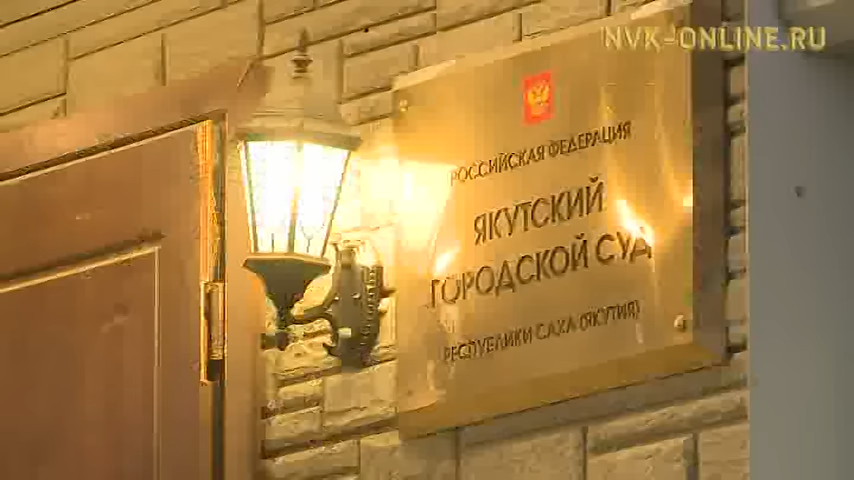 NVK-ONLINE.RU
РОССИЙСКАЯ ФЕДЕРАЦИЯ
ЯКУТСКИЙ
ГОРОДСКОЙ СУД
РЕСПУБЛИКИ САХА (ЯКУТИЯ)